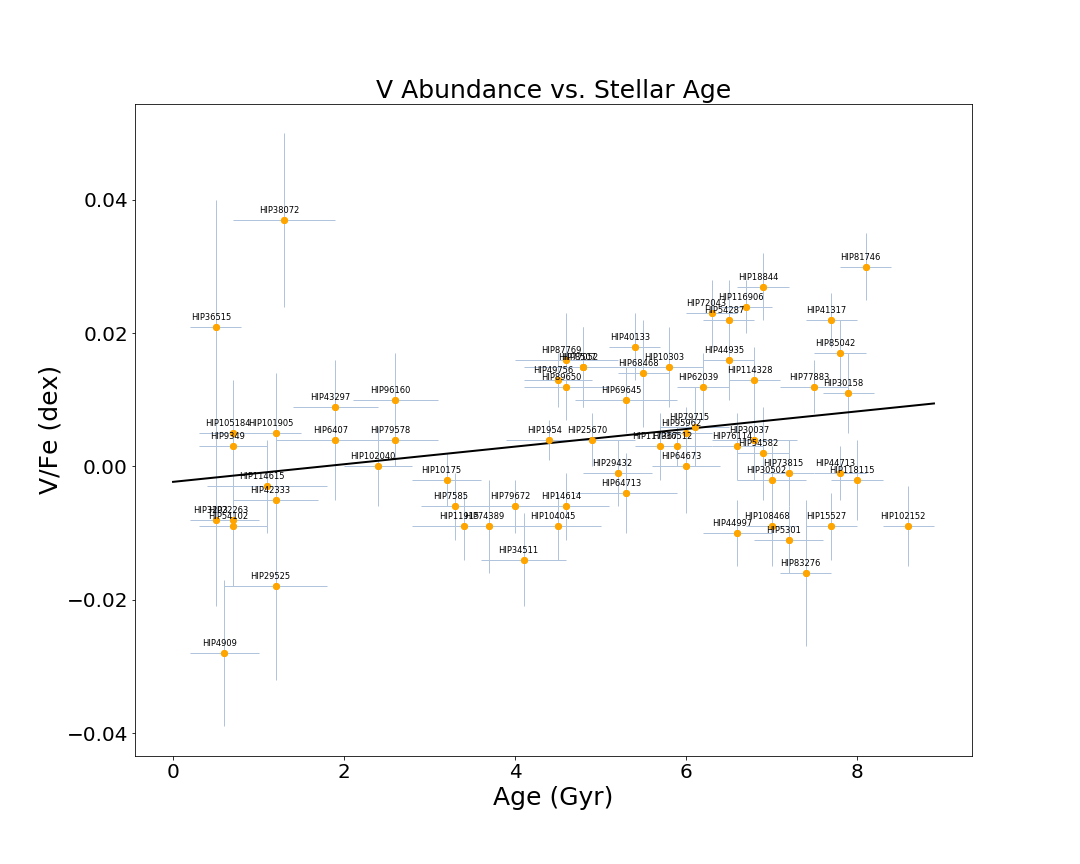 V Abundance vs. Stellar Age
V/Fe (dex)
0.04
0.02
0.00
−0.02
−0.04
HIP38072
HIP36515
HIP81746
HIP18844
HIP116906
HIP72043
HIP54287
HIP41317
HIP40133
HIP87769
HIP85042
HIP44935
HIP68468
HIP10303
HIP49756
HIP89650
HIP114328
HIP62039
HIP77883
HIP30158
HIP69645
HIP96160
HIP43297
HIP79715
HIP95962
HIP105184
HIP101905
HIP9349
HIP6407
HIP79578
HIP1954
HIP25670
HIP30037
HIP76114
HIP54582
HIP102040
HIP64673
HIP29432
HIP73815
HIP44713
HIP30502
HIP118115
HIP10175
HIP114615
HIP64713
HIP42333
HIP7585
HIP79672
HIP14614
HIP54102
HIP74389
HIP104045
HIP108468
HIP15527
HIP102152
HIP44997
HIP5301
HIP34511
HIP83276
HIP29525
HIP4909
0
2
4
6
8
Age (Gyr)